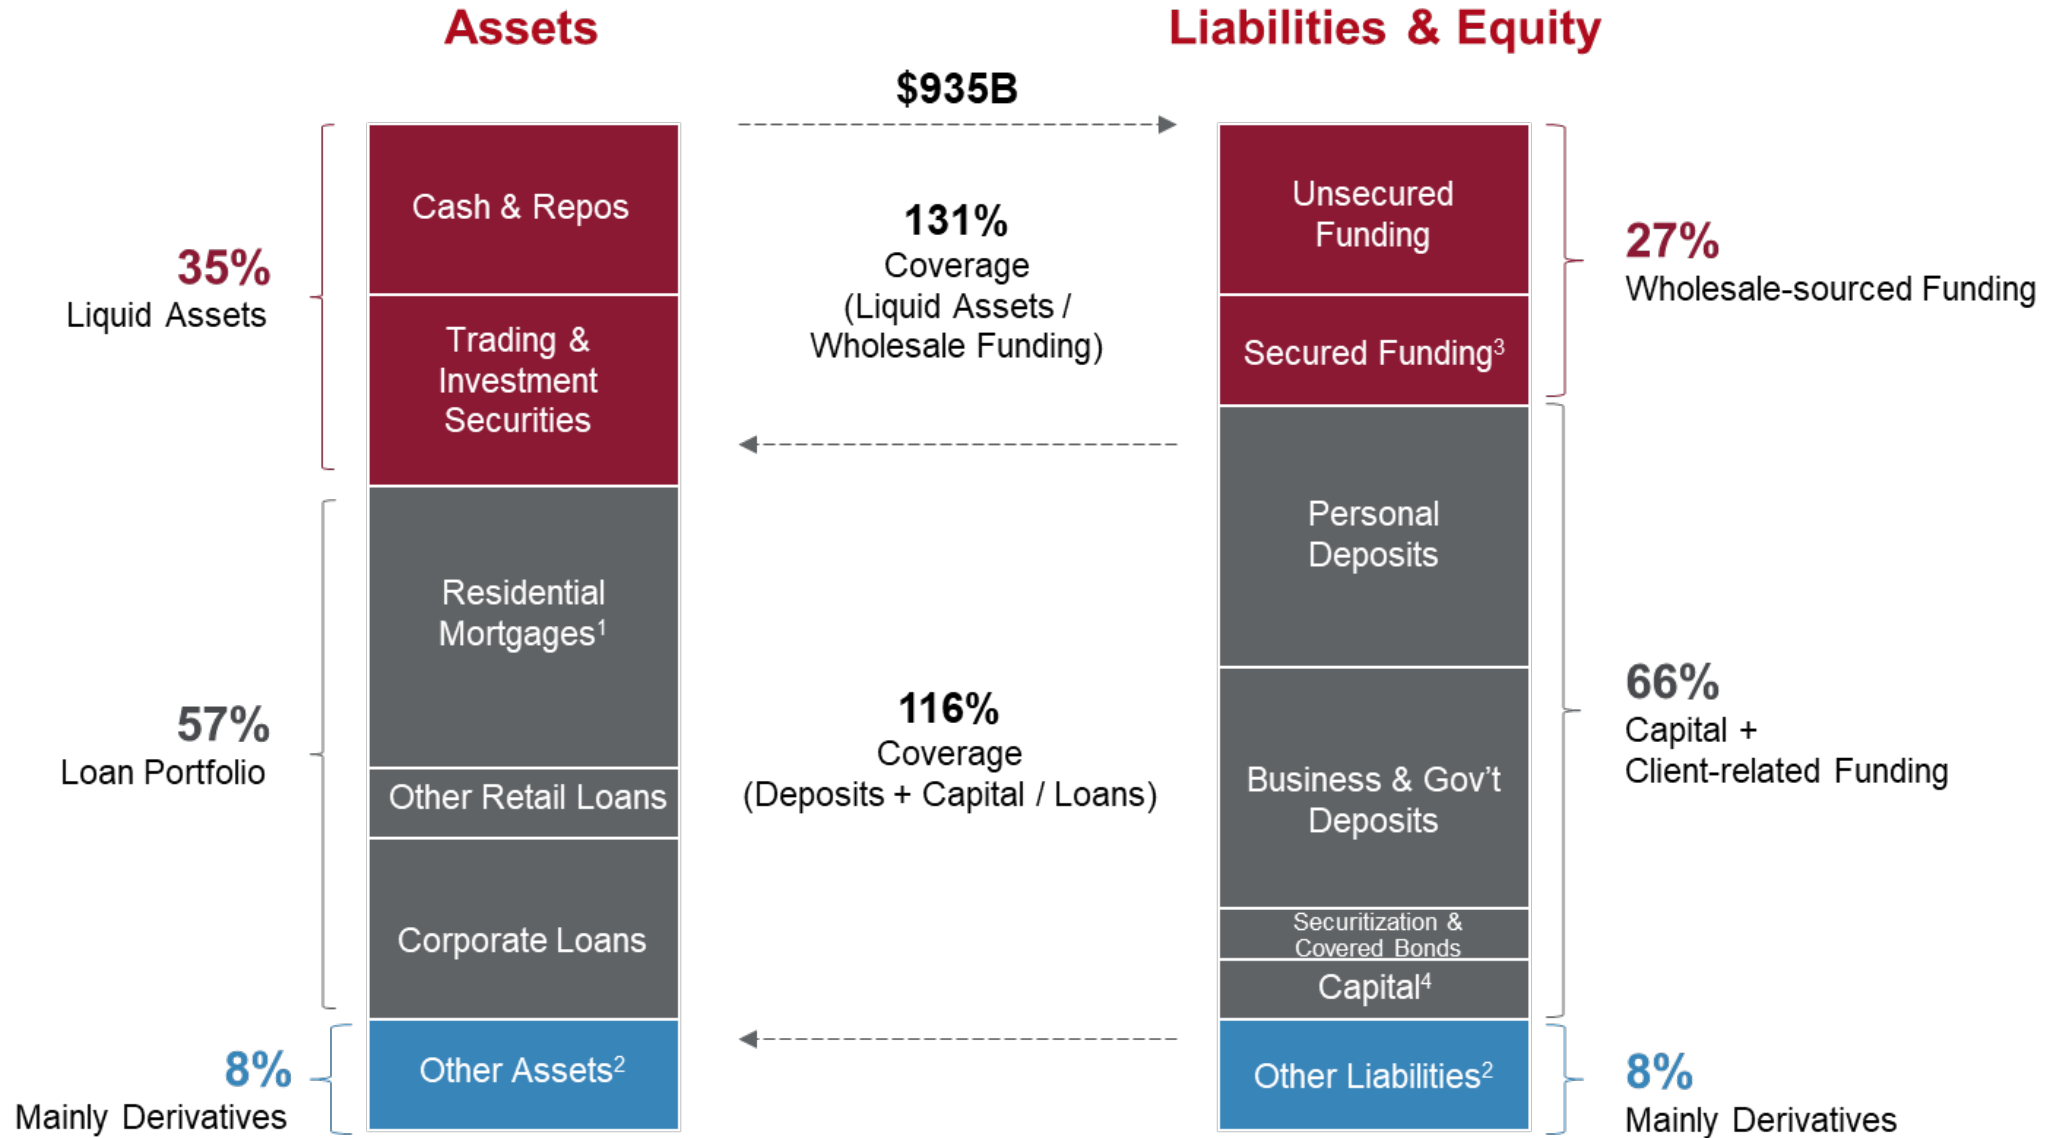 Assets
Liabilities & Equity
$935B
35%
Liquid Assets
Cash & Repos
Trading &
Investment
Securities
131%
Coverage
(Liquid Assets /
Wholesale Funding)
Unsecured
Funding
Secured Funding³
27%
Wholesale-sourced Funding
57%
Loan Portfolio
Residential
Mortgages¹
Other Retail Loans
Corporate Loans
116%
Coverage
(Deposits + Capital / Loans)
Personal
Deposits
Business & Gov’t
Deposits
Securitization &
Covered Bonds
Capital⁴
66%
Capital +
Client-related Funding
8%
Mainly Derivatives
Other Assets²
Other Liabilities²
8%
Mainly Derivatives